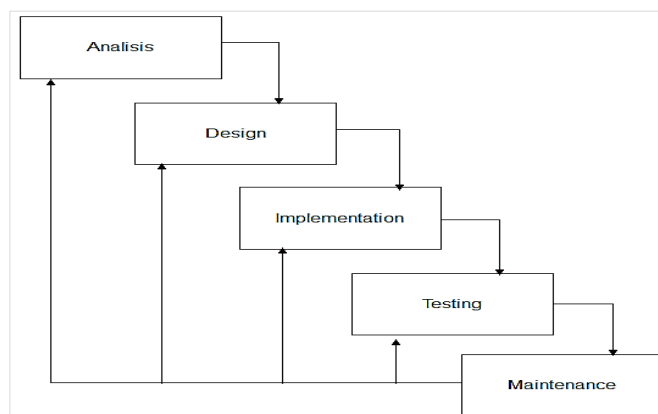 Analisis
Design
Implementation
Testing
Maintenance